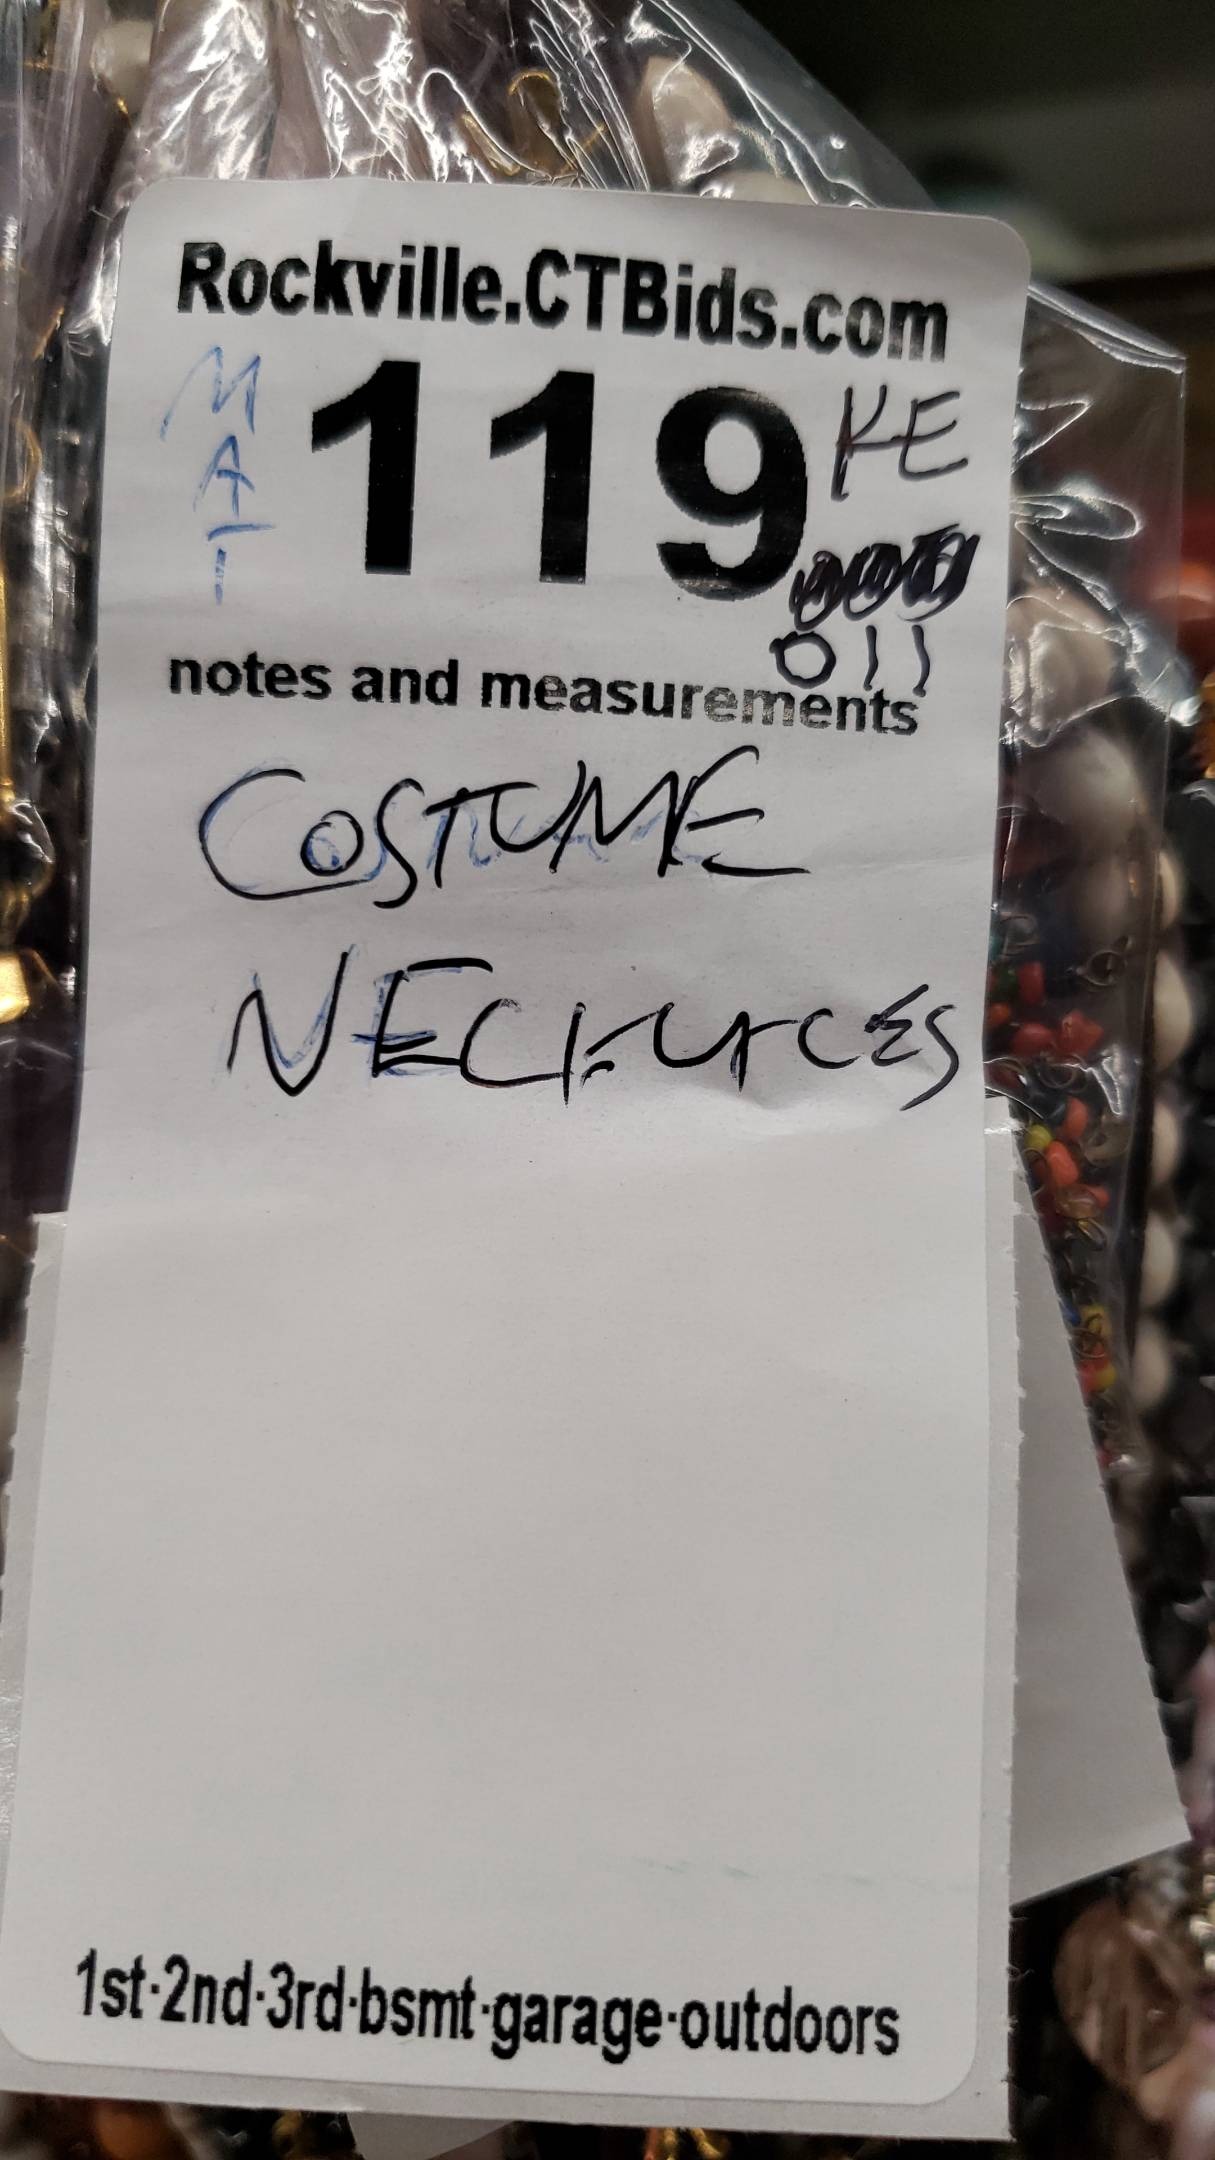 Rockville.CTBids.com
MAT
119
KE
011
notes and measurements
COSTUME
NECKLACES
1st·2nd·3rd·bsmt·garage·outdoors